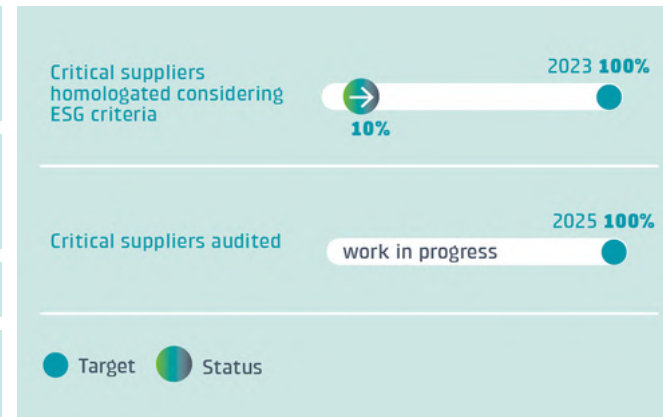 Critical suppliers
homologated considering
ESG criteria
2023 100%
10%
Critical suppliers audited
2025 100%
work in progress
Target
Status